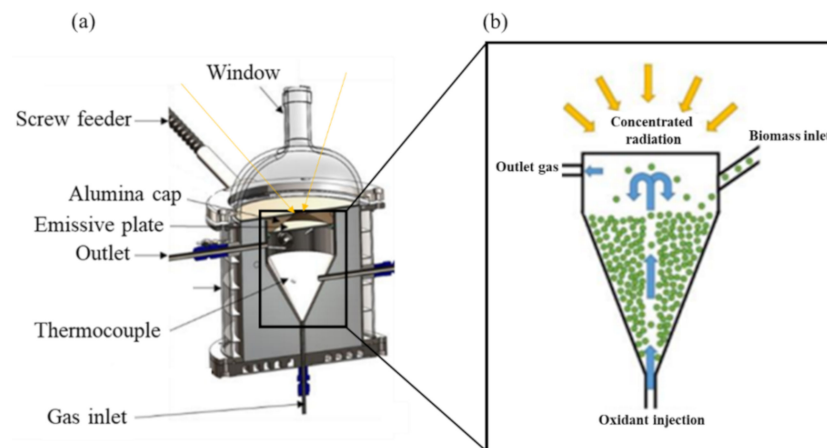 (a)
Window
Screw feeder
Alumina cap
Emissive plate
Outlet
Thermocouple
Gas inlet
(b)
Concentrated
radiation
Biomass inlet
Outlet gas
Oxidant injection